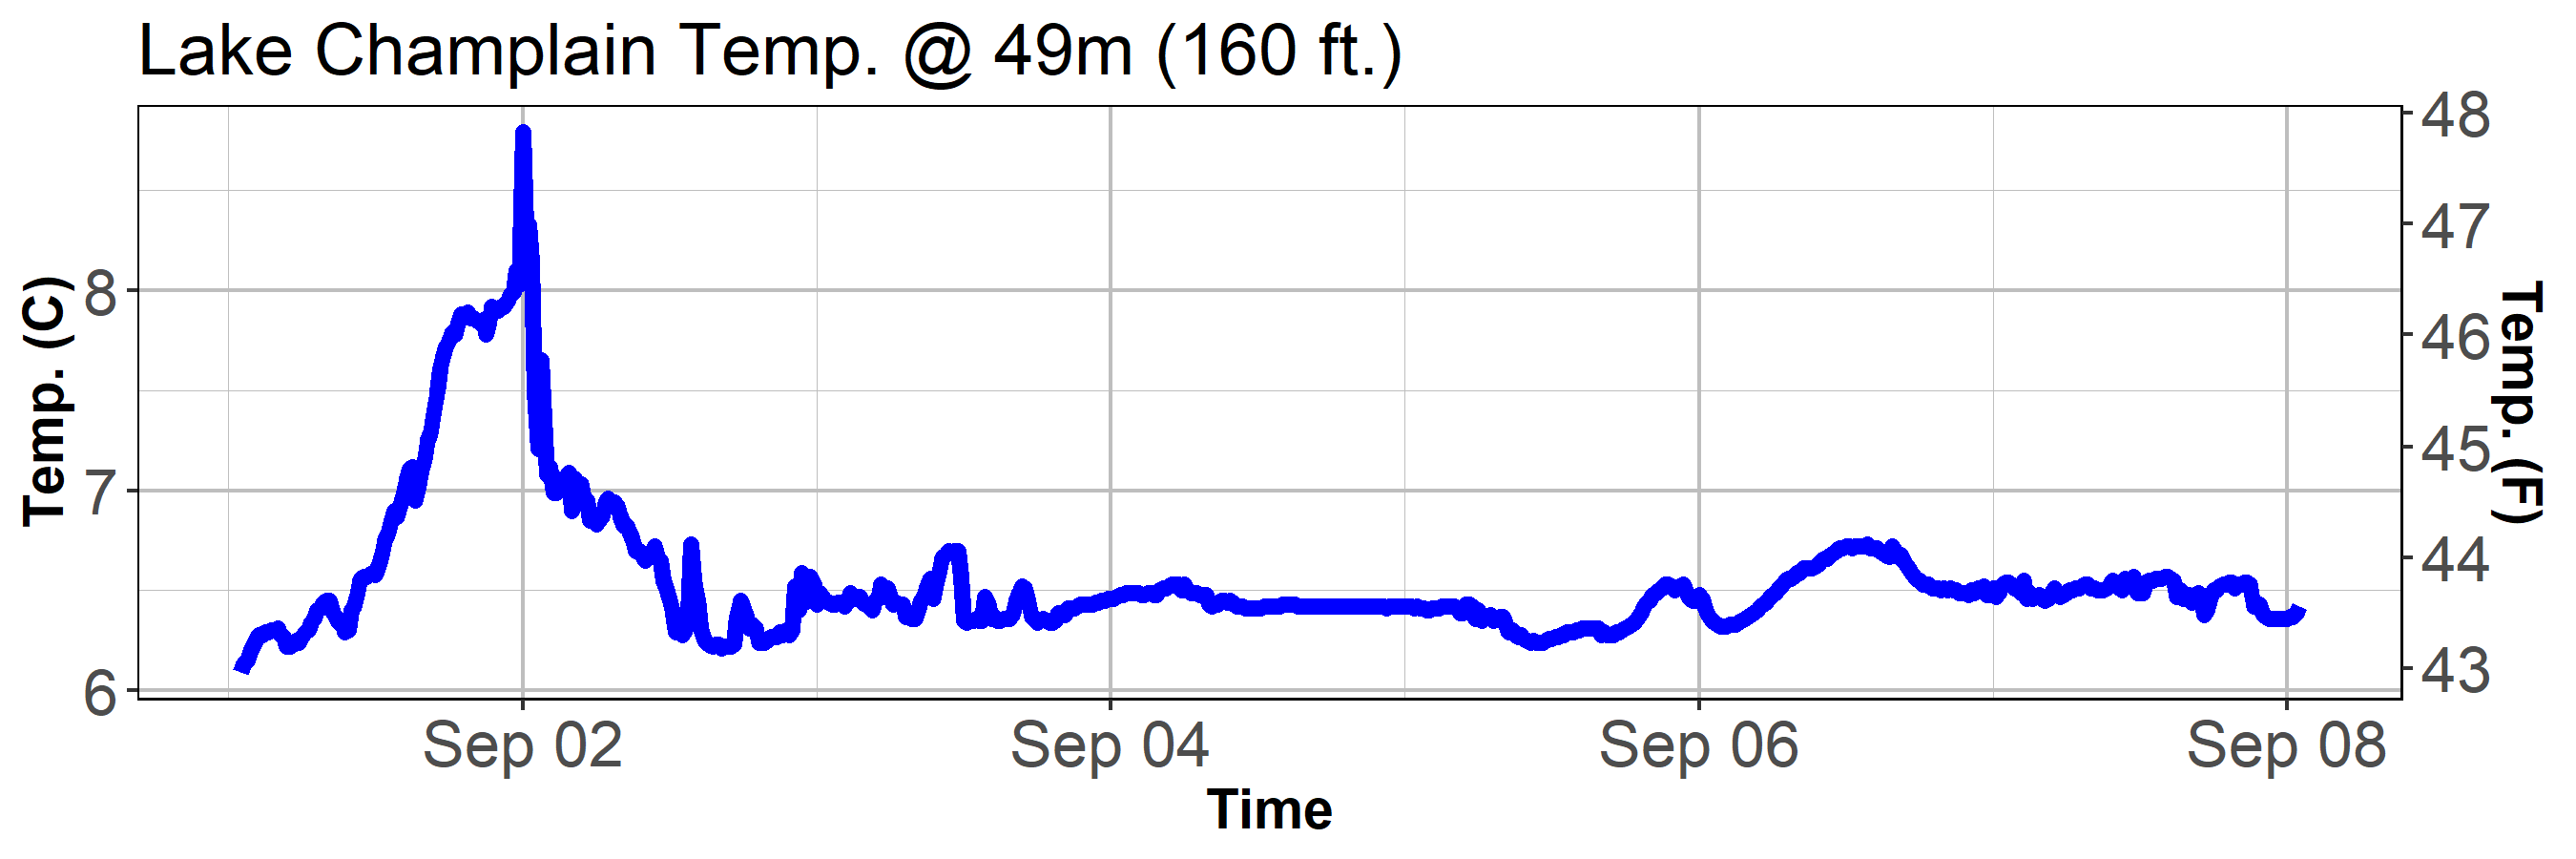 Lake Champlain Temp. @ 49m (160 ft.)
Temp. (C)
8
7
6
48
47
46
45
44
43
Temp. (F)
Sep 02 Sep 04 Sep 06 Sep 08
Time